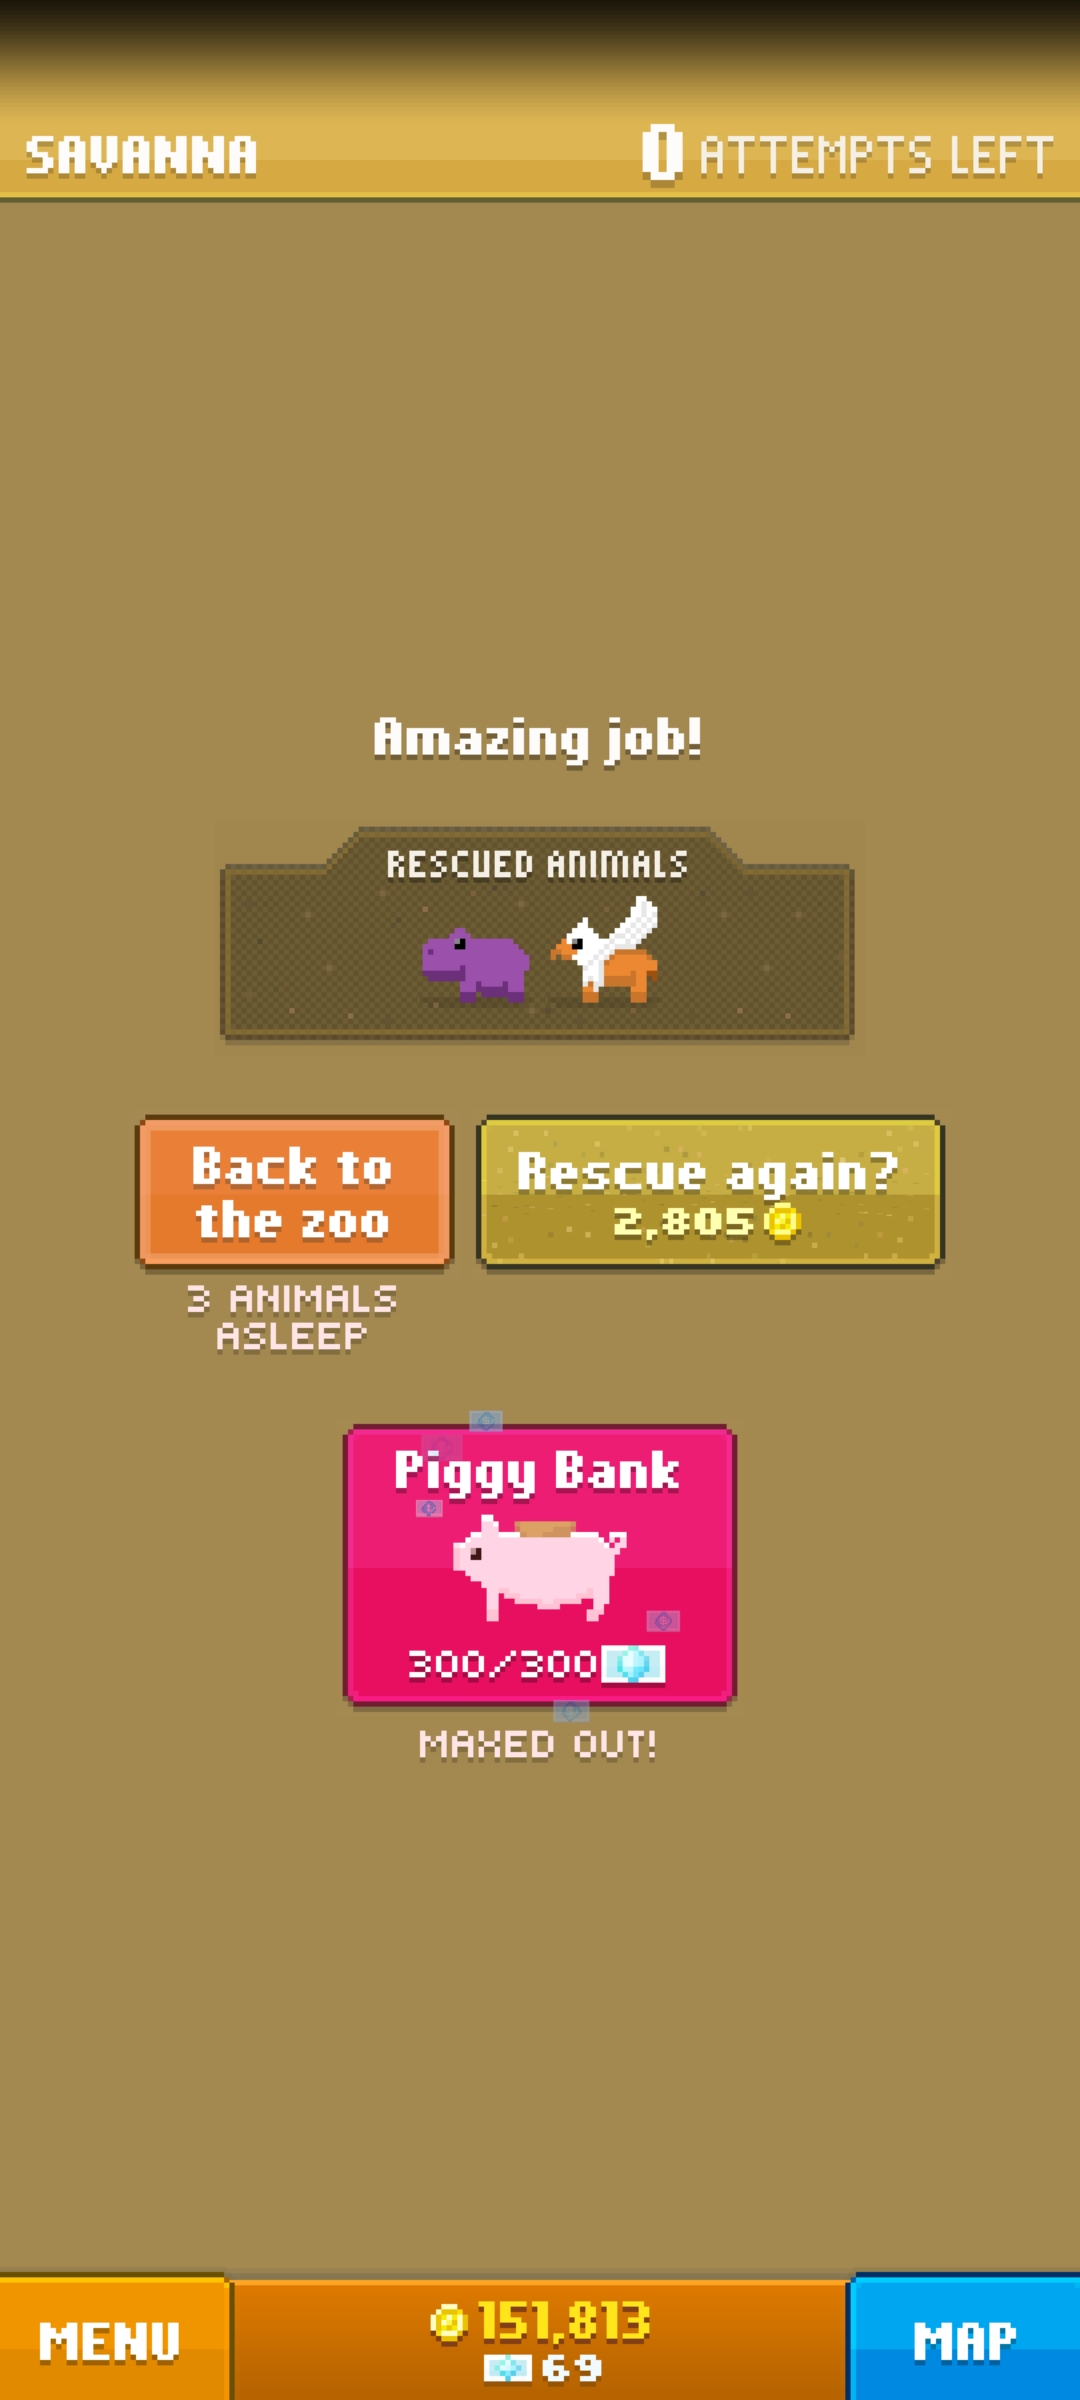 SAVANNA
0 ATTEMPTS LEFT
Amazing job!
RESCUED ANIMALS
Back to
the zoo
Rescue again?
2,805
3 ANIMALS
ASLEEP
Piggy Bank
300/300
MAXED OUT!
MENU
151,813
69
MAP